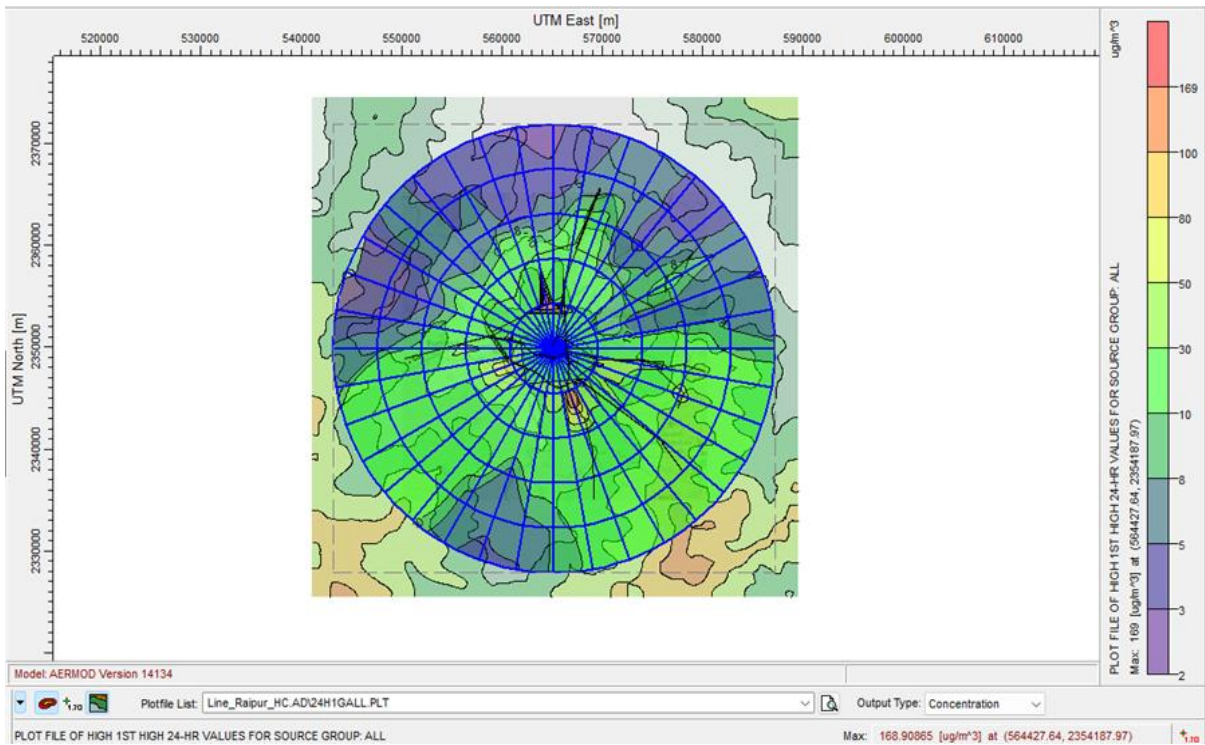 UTM East [m]
520000 530000 540000 550000 560000 570000 580000 590000 600000 610000
UTM North [m]
2370000
2360000
2350000
2340000
2330000
ug/m^3
169
100
80
50
30
10
8
5
3
2
PLOT FILE OF HIGH 1ST HIGH 24-HR VALUES FOR SOURCE GROUP: ALL
Max: 169 [ug/m^3] at (564427.64, 2354187.97)
Model: AERMOD Version 14134
1.70 Plotfile List: Line_Raipur_HC.AD\24H1GALL.PLT Output Type: Concentration
PLOT FILE OF HIGH 1ST HIGH 24-HR VALUES FOR SOURCE GROUP: ALL Max: 168.90865 [ug/m^3] at (564427.64, 2354187.97) 1.70